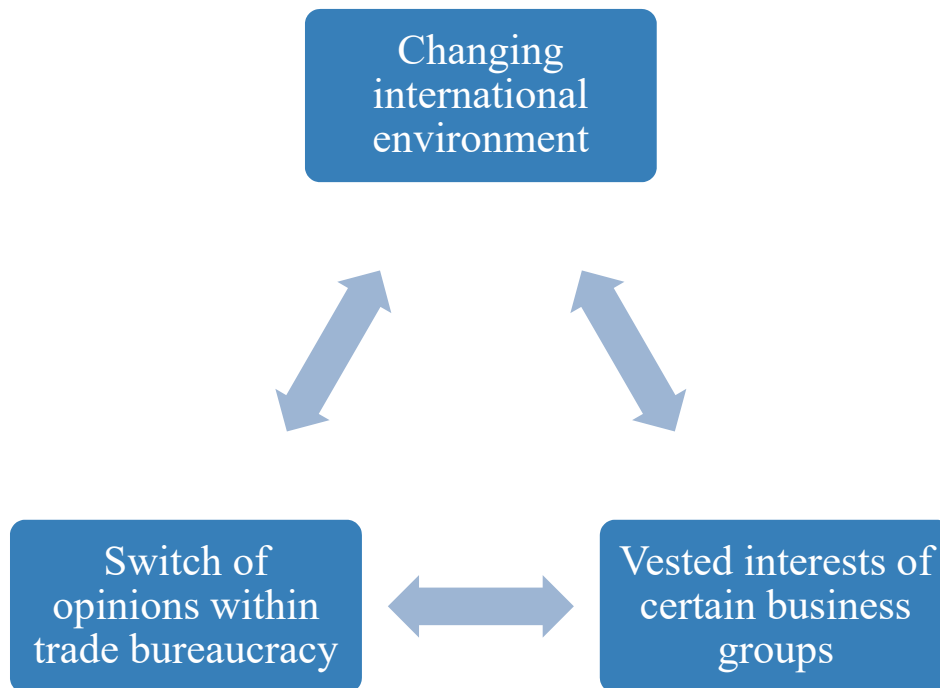 Changing
international
environment
Switch of
opinions within
trade bureaucracy
Vested interests of
certain business
groups